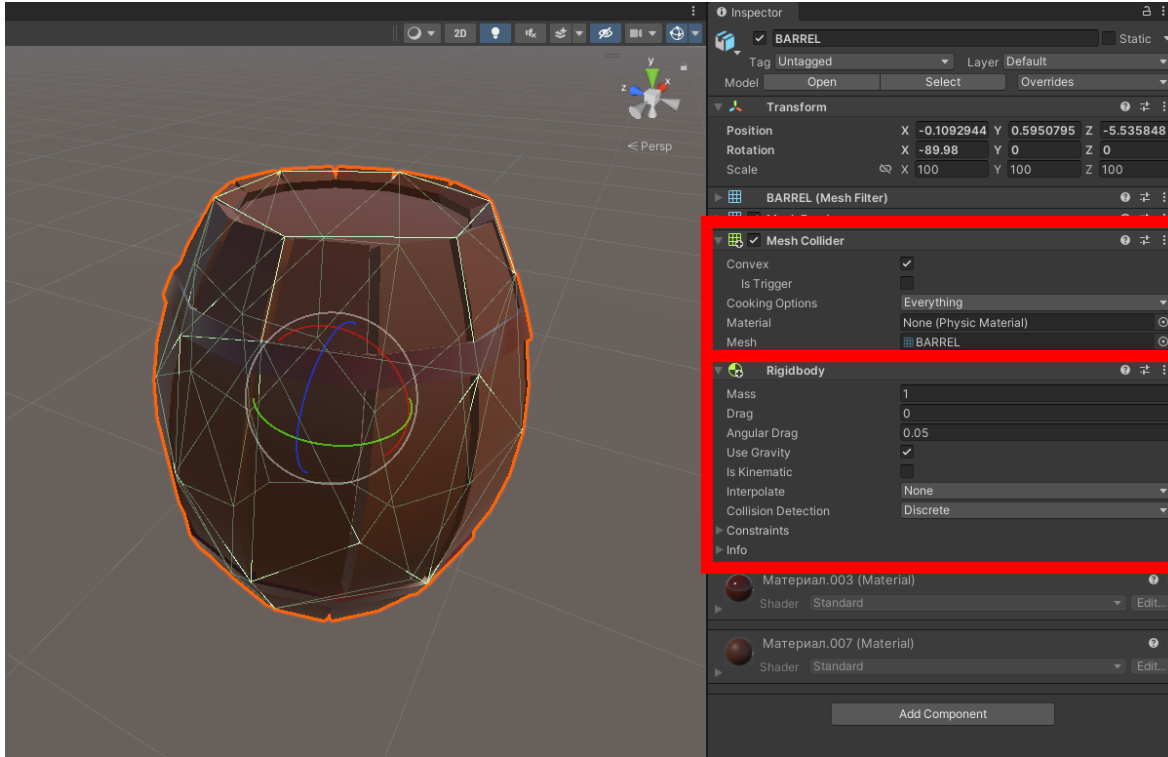 Inspector
2D
BARREL
Static
Tag Untagged Layer Default
Model Open Select Overrides
y
x
z
Persp
Transform
Position X -0.1092944 Y 0.5950795 Z -5.535848
Rotation X -89.98 Y 0 Z 0
Scale X 100 Y 100 Z 100
BARREL (Mesh Filter)
Mesh Collider
Convex
Is Trigger
Cooking Options Everything
Material None (Physic Material)
Mesh BARREL
Rigidbody
Mass 1
Drag 0
Angular Drag 0.05
Use Gravity
Is Kinematic
Interpolate None
Collision Detection Discrete
Constraints
Info
Материал.003 (Material)
Shader Standard Edit...
Материал.007 (Material)
Shader Standard Edit...
Add Component